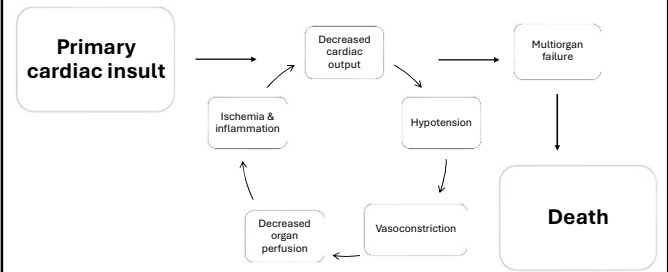 Primary
cardiac insult
Decreased
cardiac
output
Multiorgan
failure
Ischemia &
inflammation
Hypotension
Decreased
organ
perfusion
Vasoconstriction
Death